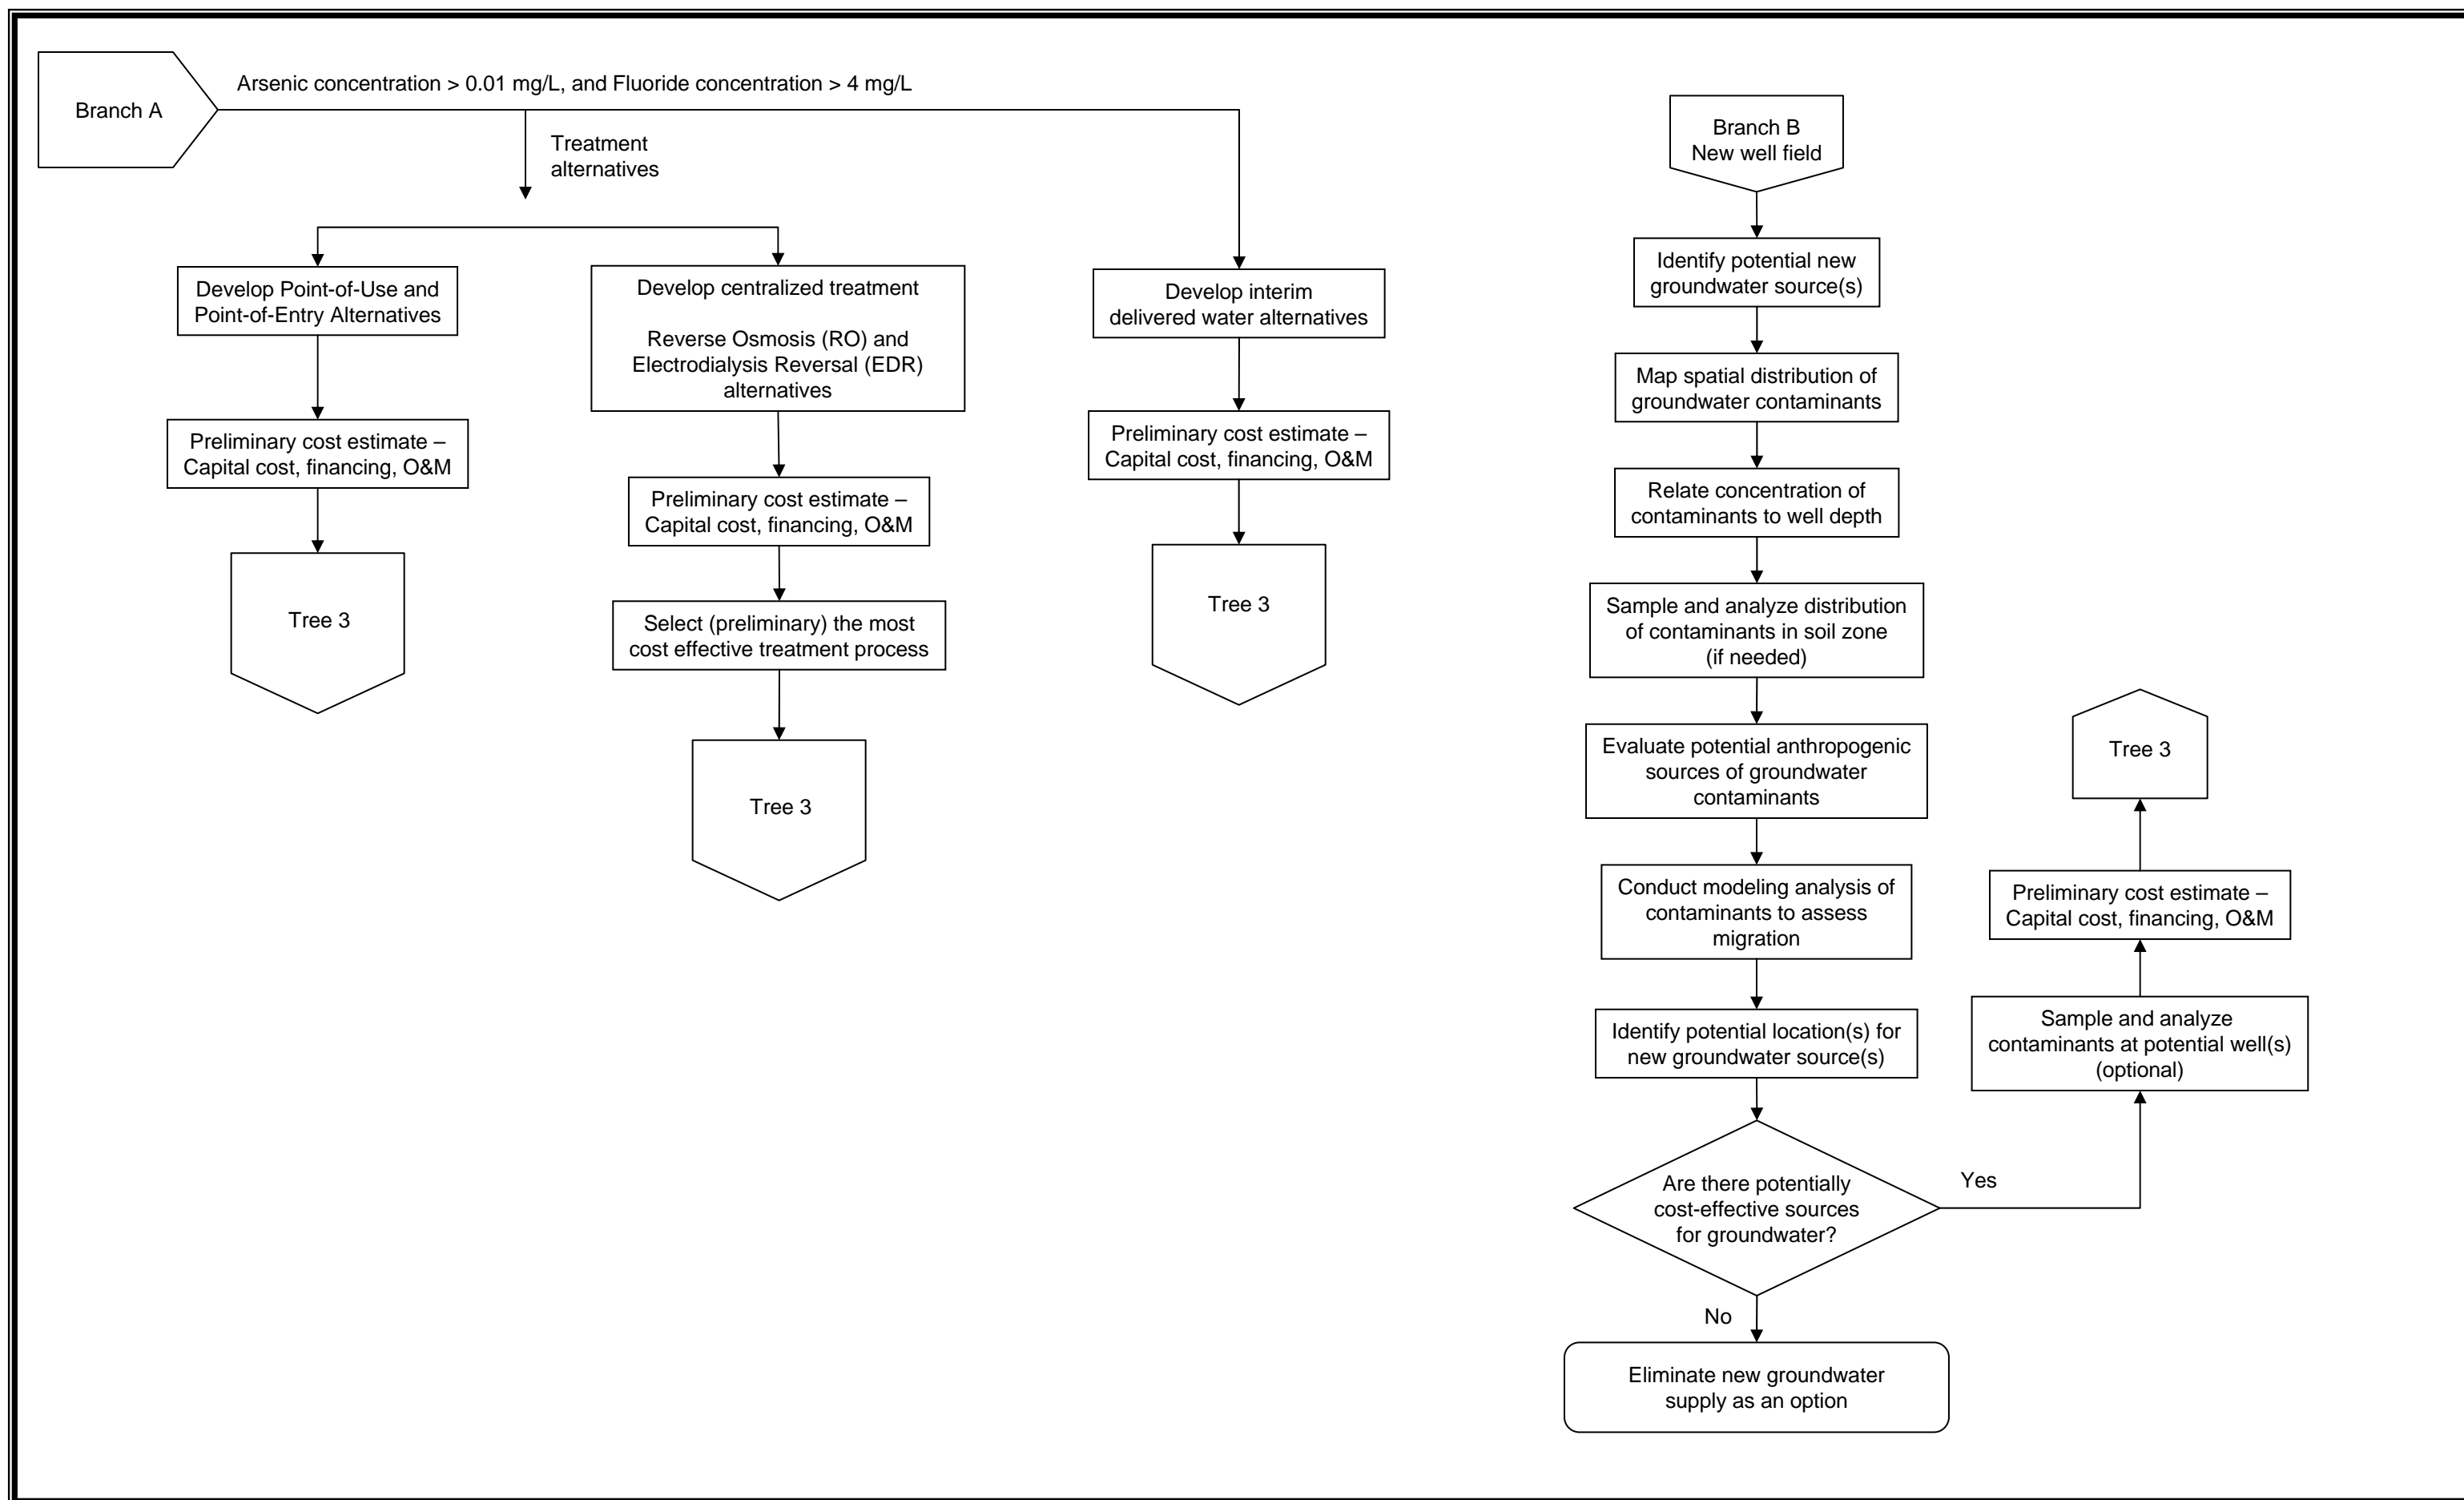 Branch A
Arsenic concentration > 0.01 mg/L, and Fluoride concentration > 4 mg/L
Treatment
alternatives
Develop Point-of-Use and
Point-of-Entry Alternatives
Preliminary cost estimate –
Capital cost, financing, O&M
Tree 3
Develop centralized treatment
Reverse Osmosis (RO) and
Electrodialysis Reversal (EDR)
alternatives
Preliminary cost estimate –
Capital cost, financing, O&M
Select (preliminary) the most
cost effective treatment process
Tree 3
Develop interim
delivered water alternatives
Preliminary cost estimate –
Capital cost, financing, O&M
Tree 3
Branch B
New well field
Identify potential new
groundwater source(s)
Map spatial distribution of
groundwater contaminants
Relate concentration of
contaminants to well depth
Sample and analyze distribution
of contaminants in soil zone
(if needed)
Evaluate potential anthropogenic
sources of groundwater
contaminants
Conduct modeling analysis of
contaminants to assess
migration
Identify potential location(s) for
new groundwater source(s)
Are there potentially
cost-effective sources
for groundwater?
Yes
Sample and analyze
contaminants at potential well(s)
(optional)
Preliminary cost estimate –
Capital cost, financing, O&M
Tree 3
No
Eliminate new groundwater
supply as an option